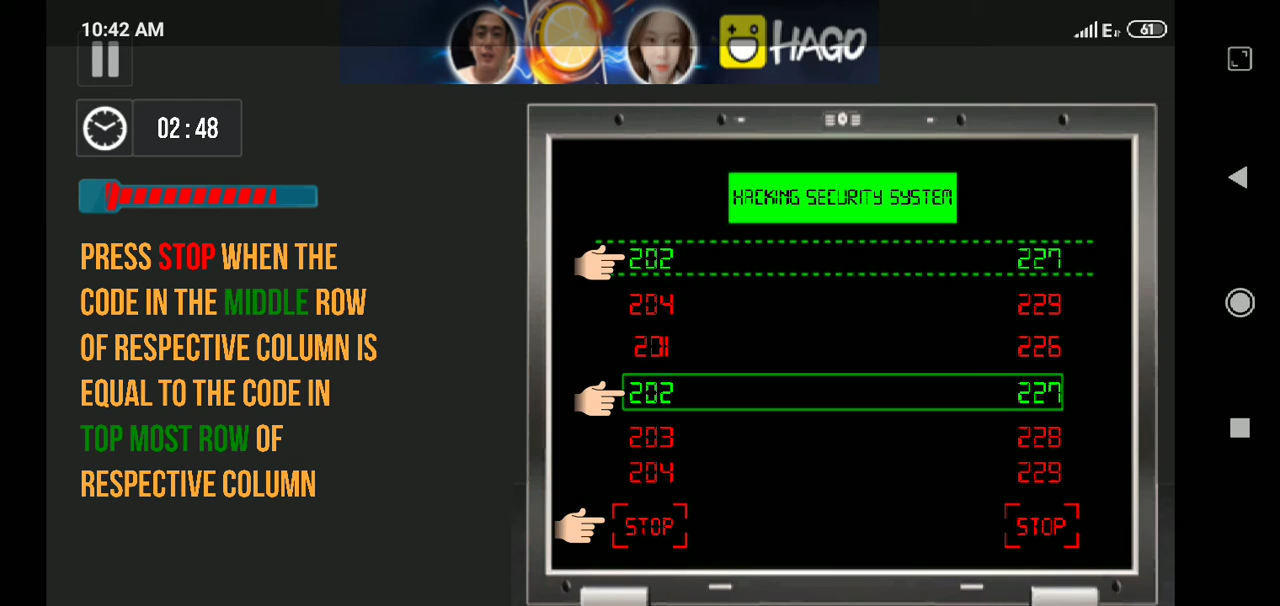 10:42 AM
HAGO
E
61
02:48
HACKING SECURITY SYSTEM
PRESS STOP WHEN THE
CODE IN THE MIDDLE ROW
OF RESPECTIVE COLUMN IS
EQUAL TO THE CODE IN
TOP MOST ROW OF
RESPECTIVE COLUMN
202 227
204 229
201 226
202 227
203 228
204 229
STOP STOP